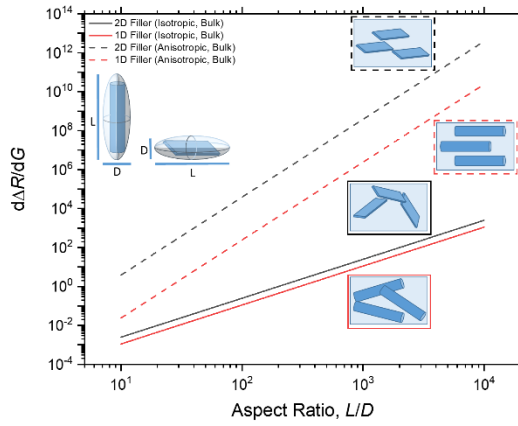 2D Filler (Isotropic, Bulk)
1D Filler (Isotropic, Bulk)
2D Filler (Anisotropic, Bulk)
1D Filler (Anisotropic, Bulk)
L
D
D
L
dΔR/dG
10^14
10^12
10^10
10^8
10^6
10^4
10^2
10^0
10^-2
10^-4
10^1
10^2
10^3
10^4
Aspect Ratio, L/D